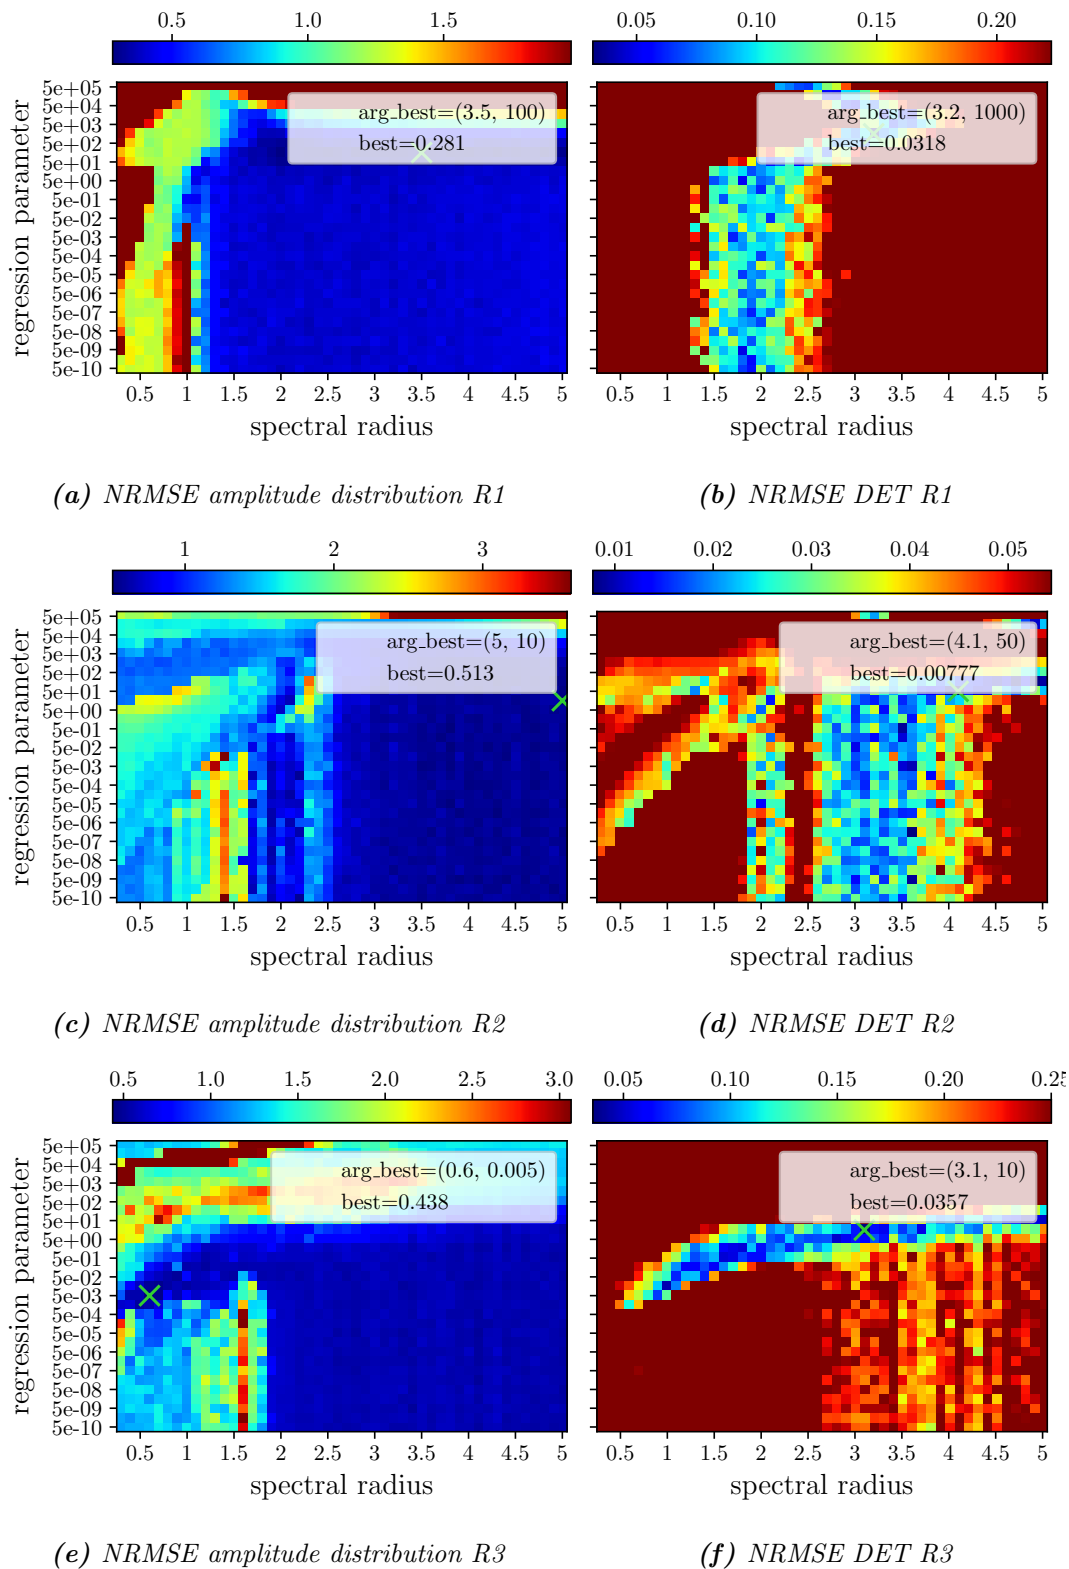 0.5 1.0 1.5
5e+05
5e+04
5e+03
5e+02
5e+01
5e+00
5e-01
5e-02
5e-03
5e-04
5e-05
5e-06
5e-07
5e-08
5e-09
5e-10
regression parameter
arg_best=(3.5, 100)
best=0.281
0.5 1 1.5 2 2.5 3 3.5 4 4.5 5
spectral radius
(a) NRMSE amplitude distribution R1
0.05 0.10 0.15 0.20
arg_best=(3.2, 1000)
best=0.0318
0.5 1 1.5 2 2.5 3 3.5 4 4.5 5
spectral radius
(b) NRMSE DET R1
1 2 3
5e+05
5e+04
5e+03
5e+02
5e+01
5e+00
5e-01
5e-02
5e-03
5e-04
5e-05
5e-06
5e-07
5e-08
5e-09
5e-10
regression parameter
arg_best=(5, 10)
best=0.513
0.5 1 1.5 2 2.5 3 3.5 4 4.5 5
spectral radius
(c) NRMSE amplitude distribution R2
0.01 0.02 0.03 0.04 0.05
arg_best=(4.1, 50)
best=0.00777
0.5 1 1.5 2 2.5 3 3.5 4 4.5 5
spectral radius
(d) NRMSE DET R2
0.5 1.0 1.5 2.0 2.5 3.0
5e+05
5e+04
5e+03
5e+02
5e+01
5e+00
5e-01
5e-02
5e-03
5e-04
5e-05
5e-06
5e-07
5e-08
5e-09
5e-10
regression parameter
arg_best=(0.6, 0.005)
best=0.438
0.5 1 1.5 2 2.5 3 3.5 4 4.5 5
spectral radius
(e) NRMSE amplitude distribution R3
0.05 0.10 0.15 0.20 0.25
arg_best=(3.1, 10)
best=0.0357
0.5 1 1.5 2 2.5 3 3.5 4 4.5 5
spectral radius
(f) NRMSE DET R3